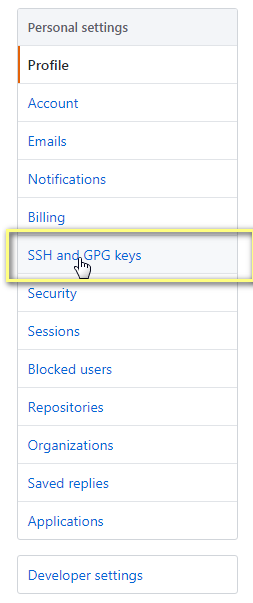 Personal settings
Profile
Account
Emails
Notifications
Billing
SSH and GPG keys
Security
Sessions
Blocked users
Repositories
Organizations
Saved replies
Applications
Developer settings